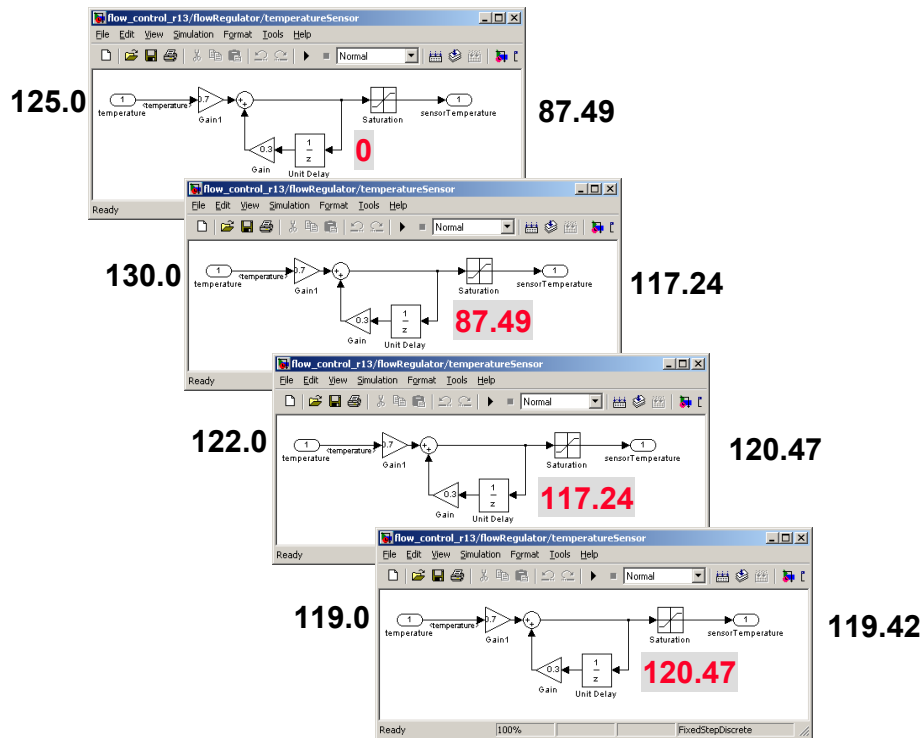 flow_control_r13/flowRegulator/temperatureSensor
File Edit View Simulation Format Tools Help
Normal
125.0
1
temperature
<temperature>
0.7
Gain1
Saturation
1
sensorTemperature
87.49
0.3
Gain
1
z
Unit Delay
0
Ready
flow_control_r13/flowRegulator/temperatureSensor
File Edit View Simulation Format Tools Help
Normal
130.0
1
temperature
<temperature>
0.7
Gain1
Saturation
1
sensorTemperature
117.24
0.3
Gain
1
z
Unit Delay
87.49
Ready
flow_control_r13/flowRegulator/temperatureSensor
File Edit View Simulation Format Tools Help
Normal
122.0
1
temperature
<temperature>
0.7
Gain1
Saturation
1
sensorTemperature
120.47
0.3
Gain
1
z
Unit Delay
117.24
Ready
flow_control_r13/flowRegulator/temperatureSensor
File Edit View Simulation Format Tools Help
Normal
119.0
1
temperature
<temperature>
0.7
Gain1
Saturation
1
sensorTemperature
119.42
0.3
Gain
1
z
Unit Delay
120.47
Ready 100% FixedStepDiscrete